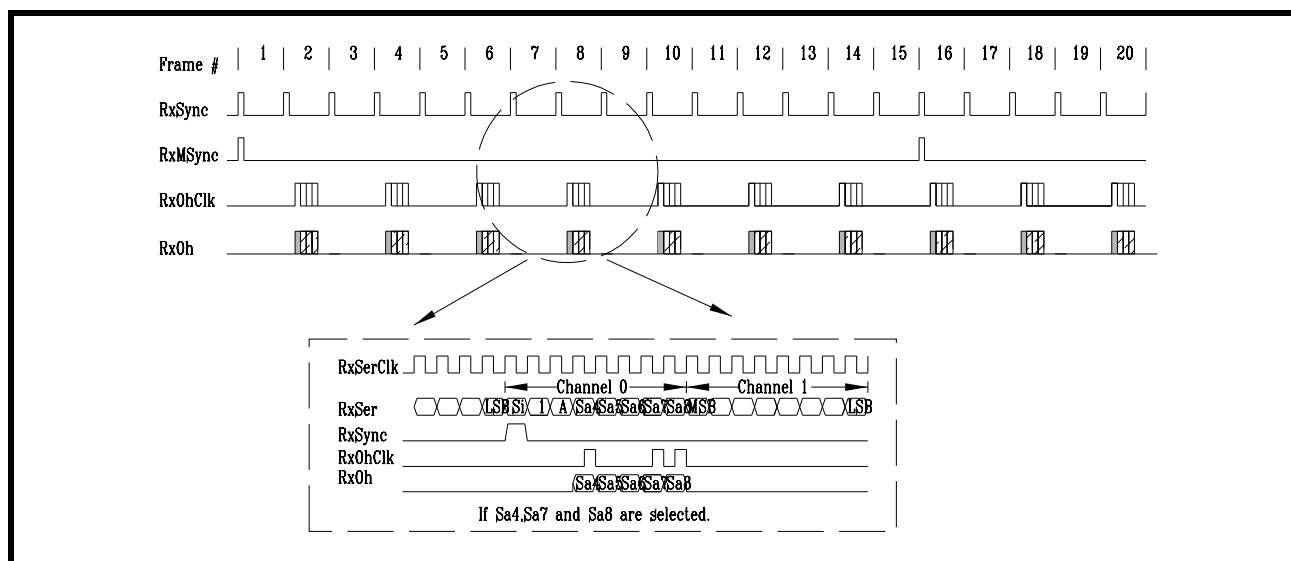 Frame # 1 2 3 4 5 6 7 8 9 10 11 12 13 14 15 16 17 18 19 20
RxSync
RxMSync
RxOhClk
RxOh
RxSerClk
Channel 0 Channel 1
RxSer LSB Si 1 A Sa4 Sa5 Sa6 Sa7 Sa8 MSB LSB
RxSync
RxOhClk
RxOh Sa4 Sa5 Sa6 Sa7 Sa8
If Sa4,Sa7 and Sa8 are selected.